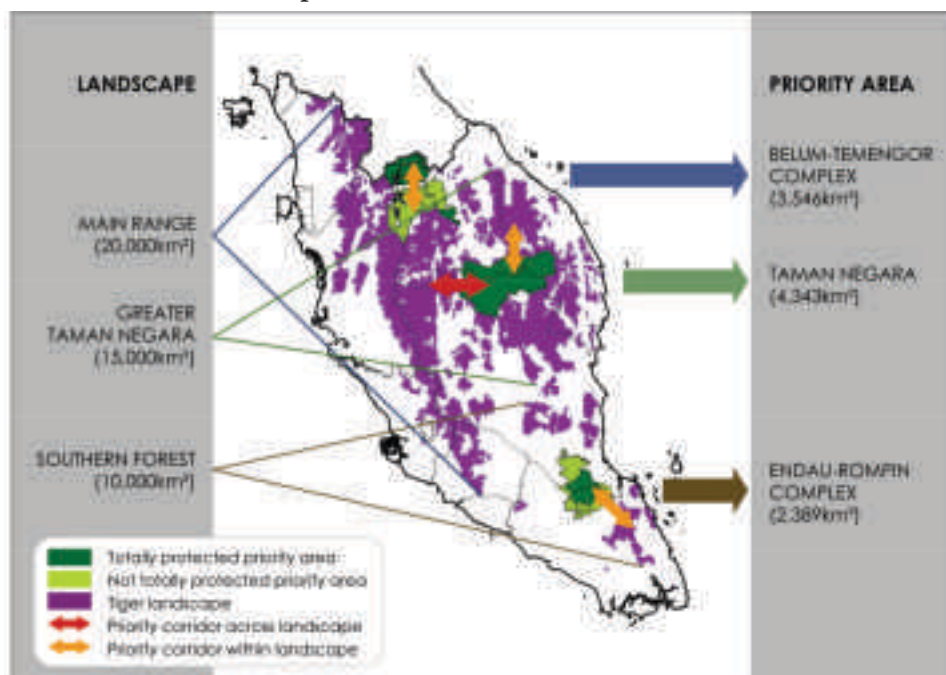 LANDSCAPE
MAIN RANGE
(20,000km²)
GREATER
TAMAN NEGARA
(15,000km²)
SOUTHERN FOREST
(10,000km²)
PRIORITY AREA
BELUM-TEMENGOR
COMPLEX
(3,546km²)
TAMAN NEGARA
(4,343km²)
ENDAU-ROMPIN
COMPLEX
(2,389km²)
Totally protected priority area
Not totally protected priority area
Tiger landscape
Priority corridor across landscape
Priority corridor within landscape